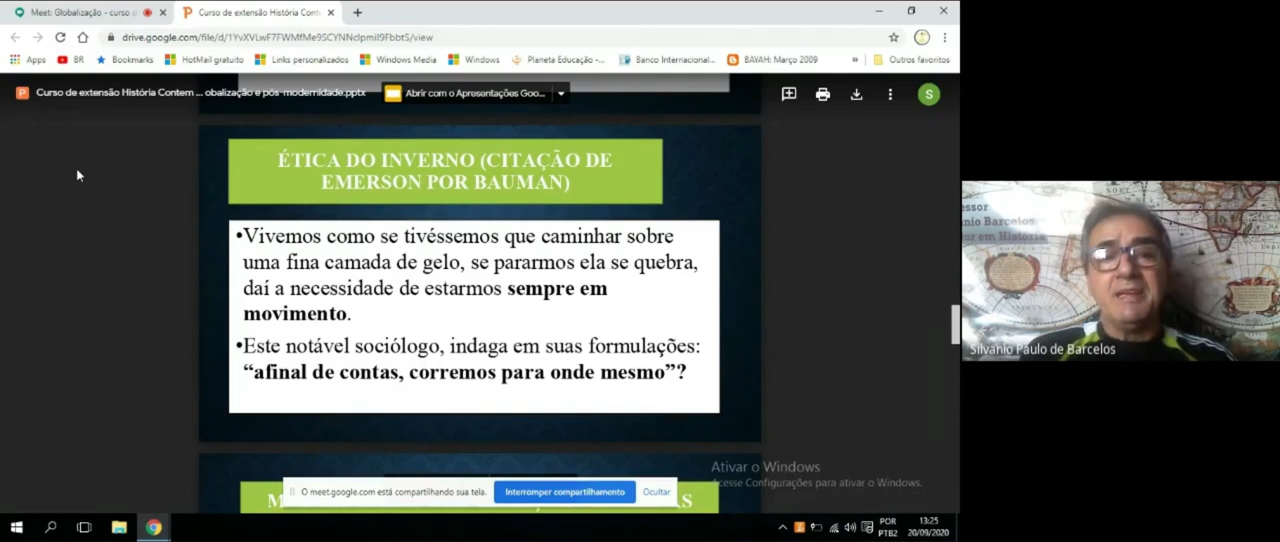 Meet: Globalização - curso d
Curso de extensão História Cont
drive.google.com/file/d/1YvXVLwF7FWMfMe9SCYNNcIpmiI9FbbtS/view
Apps
BR
Bookmarks
HotMail gratuito
Links personalizados
Windows Media
Windows
Planeta Educação -...
Banco Internacional...
BAYAH: Março 2009
»
Outros favoritos
Curso de extensão História Contem ... obalização e pós-modernidade.pptx
Abrir com o Apresentações Goo...
S
ÉTICA DO INVERNO (CITAÇÃO DE
EMERSON POR BAUMAN)
•Vivemos como se tivéssemos que caminhar sobre
uma fina camada de gelo, se pararmos ela se quebra,
daí a necessidade de estarmos sempre em
movimento.
•Este notável sociólogo, indaga em suas formulações:
“afinal de contas, corremos para onde mesmo”?
Silvanio Paulo de Barcelos
Ativar o Windows
Acesse Configurações para ativar o Windows.
O meet.google.com está compartilhando sua tela.
Interromper compartilhamento
Ocultar
POR
PTB2
13:25
20/09/2020